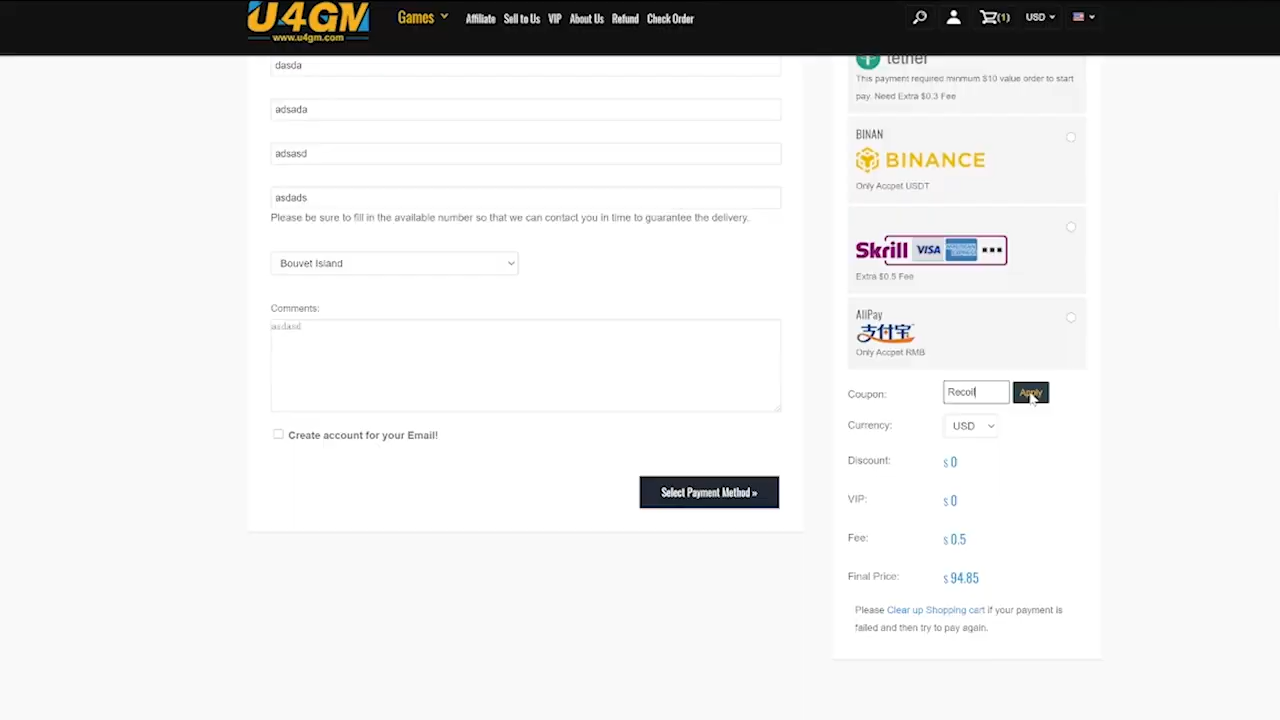 U4GM
www.u4gm.com
Games
Affiliate
Sell to Us
VIP
About Us
Refund
Check Order
(1)
USD
dasda
adsada
adsasd
asdads
Please be sure to fill in the available number so that we can contact you in time to guarantee the delivery.
Bouvet Island
Comments:
asdasd
Create account for your Email!
Select Payment Method »
tether
This payment required minimum $10 value order to start
pay. Need Extra $0.3 Fee
BINAN
BINANCE
Only Accpet USDT
Skrill VISA
Extra $0.5 Fee
AliPay
支付宝
Only Accpet RMB
Coupon: Recoil Apply
Currency: USD
Discount: $ 0
VIP: $ 0
Fee: $ 0.5
Final Price: $ 94.85
Please Clear up Shopping cart if your payment is
failed and then try to pay again.